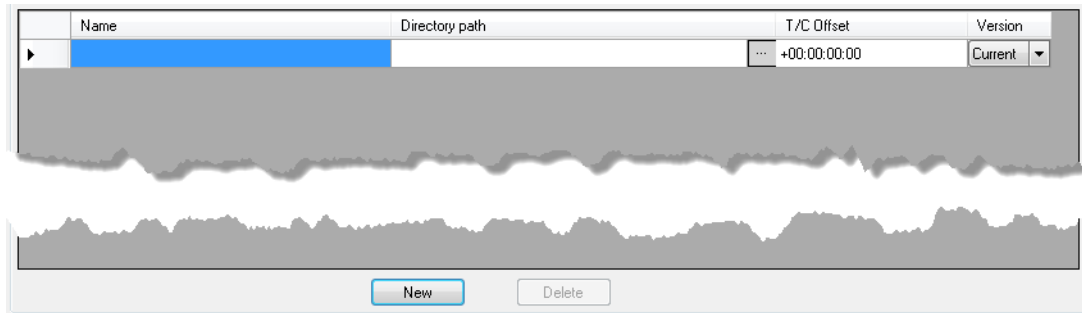 Name Directory path T/C Offset Version
... +00:00:00:00 Current
New Delete